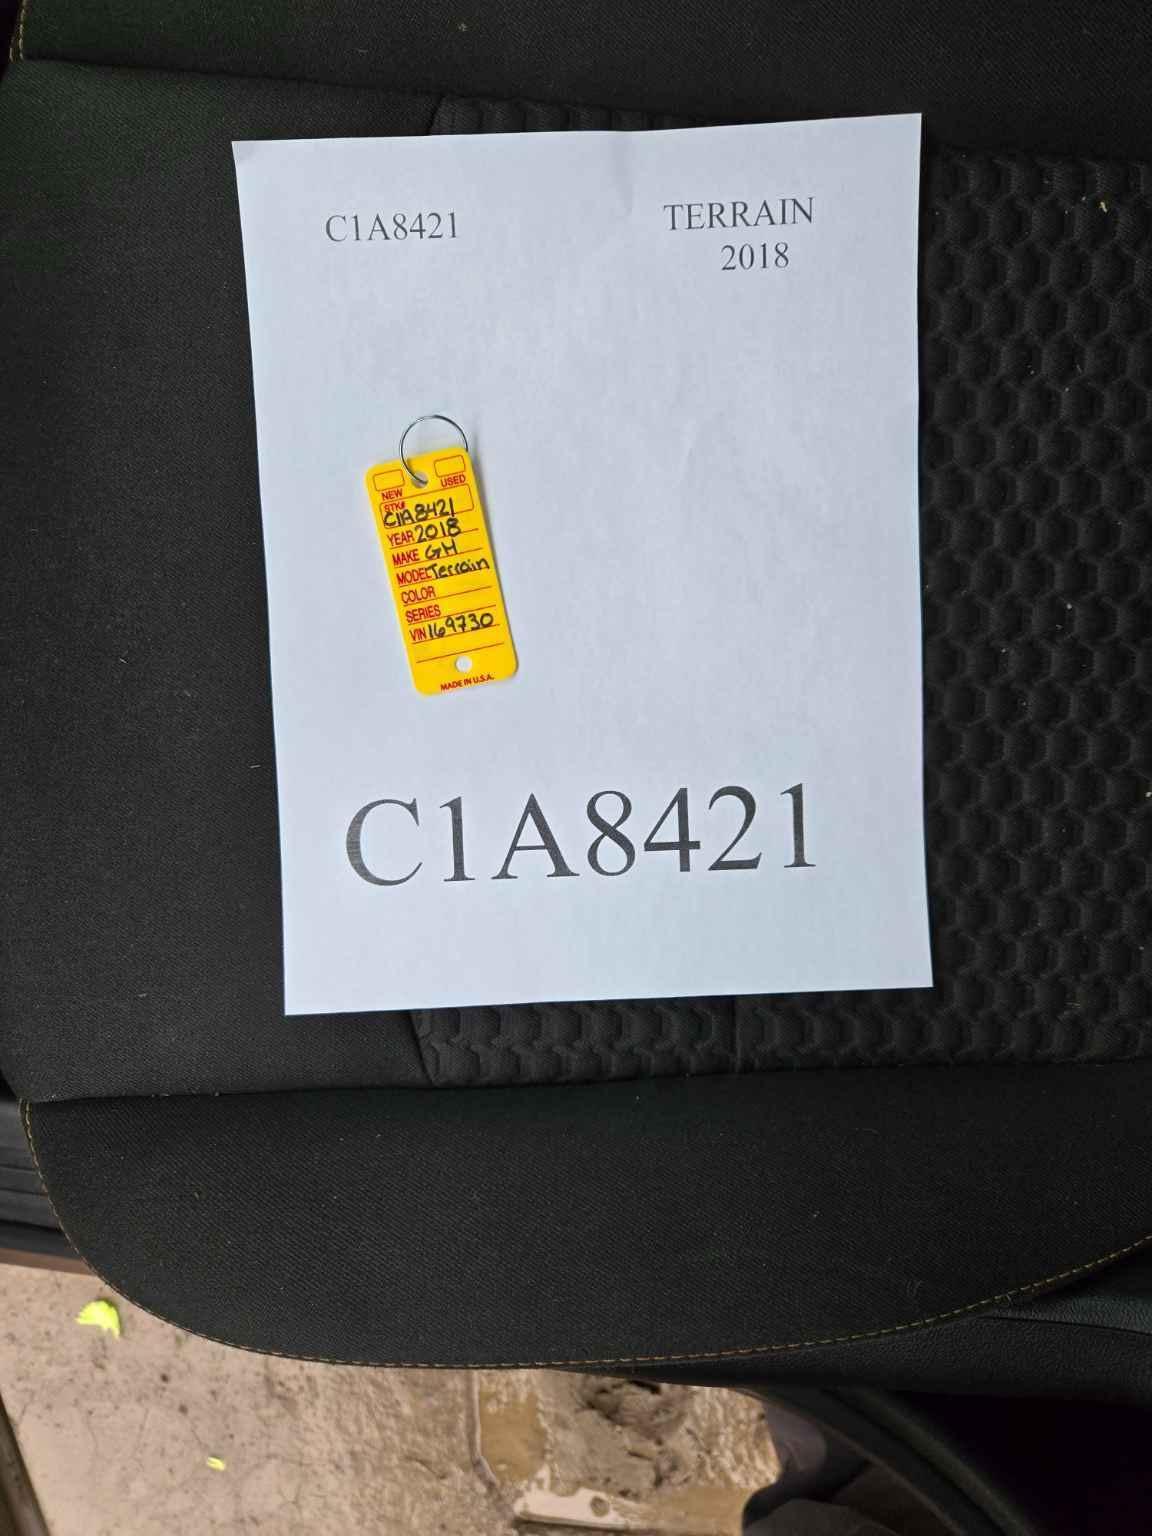 C1A8421
TERRAIN
2018
NEW USED
STK#
C1A8421
YEAR 2018
MAKE GM
MODEL Terrain
COLOR
SERIES
VIN 169730
MADE IN U.S.A.
C1A8421